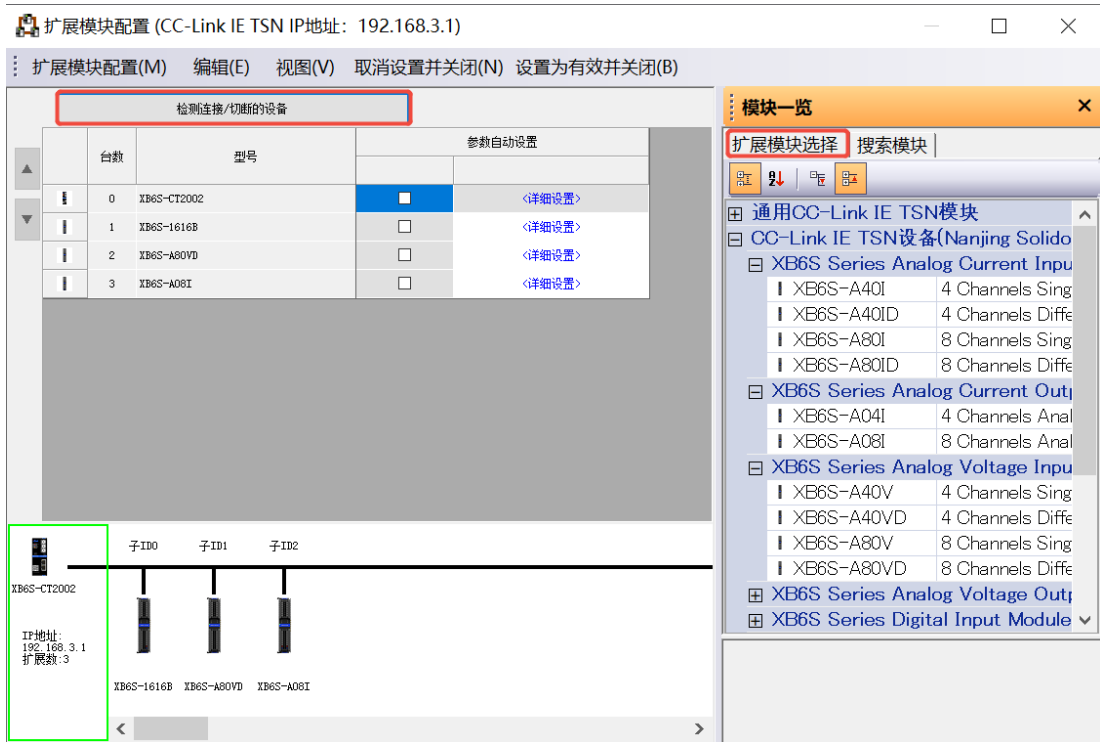 扩展模块配置 (CC-Link IE TSN IP地址: 192.168.3.1)
扩展模块配置(M) 编辑(E) 视图(V) 取消设置并关闭(N) 设置为有效并关闭(B)
检测连接/切断的设备
台数 型号 参数自动设置
0 XB6S-CT2002 <详细设置>
1 XB6S-1616B <详细设置>
2 XB6S-A80VD <详细设置>
3 XB6S-A08I <详细设置>
子ID0 子ID1 子ID2
XB6S-CT2002
IP地址:
192.168.3.1
扩展数:3
XB6S-1616B XB6S-A80VD XB6S-A08I
模块一览
扩展模块选择 搜索模块
通用CC-Link IE TSN模块
CC-Link IE TSN设备(Nanjing Solido
XB6S Series Analog Current Inpu
XB6S-A40I 4 Channels Sing
XB6S-A40ID 4 Channels Diffe
XB6S-A80I 8 Channels Sing
XB6S-A80ID 8 Channels Diffe
XB6S Series Analog Current Outp
XB6S-A04I 4 Channels Anal
XB6S-A08I 8 Channels Anal
XB6S Series Analog Voltage Inpu
XB6S-A40V 4 Channels Sing
XB6S-A40VD 4 Channels Diffe
XB6S-A80V 8 Channels Sing
XB6S-A80VD 8 Channels Diffe
XB6S Series Analog Voltage Outp
XB6S Series Digital Input Module